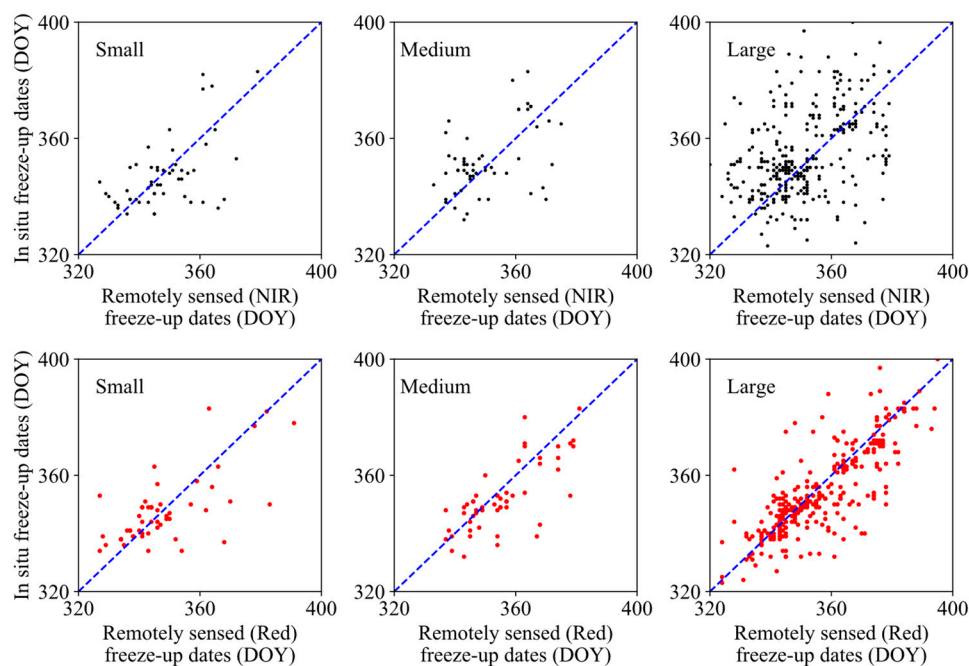 In situ freeze-up dates (DOY)
400
360
320
Small
320
360
400
Remotely sensed (NIR)
freeze-up dates (DOY)
400
360
320
Medium
320
360
400
Remotely sensed (NIR)
freeze-up dates (DOY)
400
360
320
Large
320
360
400
Remotely sensed (NIR)
freeze-up dates (DOY)
In situ freeze-up dates (DOY)
400
360
320
Small
320
360
400
Remotely sensed (Red)
freeze-up dates (DOY)
400
360
320
Medium
320
360
400
Remotely sensed (Red)
freeze-up dates (DOY)
400
360
320
Large
320
360
400
Remotely sensed (Red)
freeze-up dates (DOY)